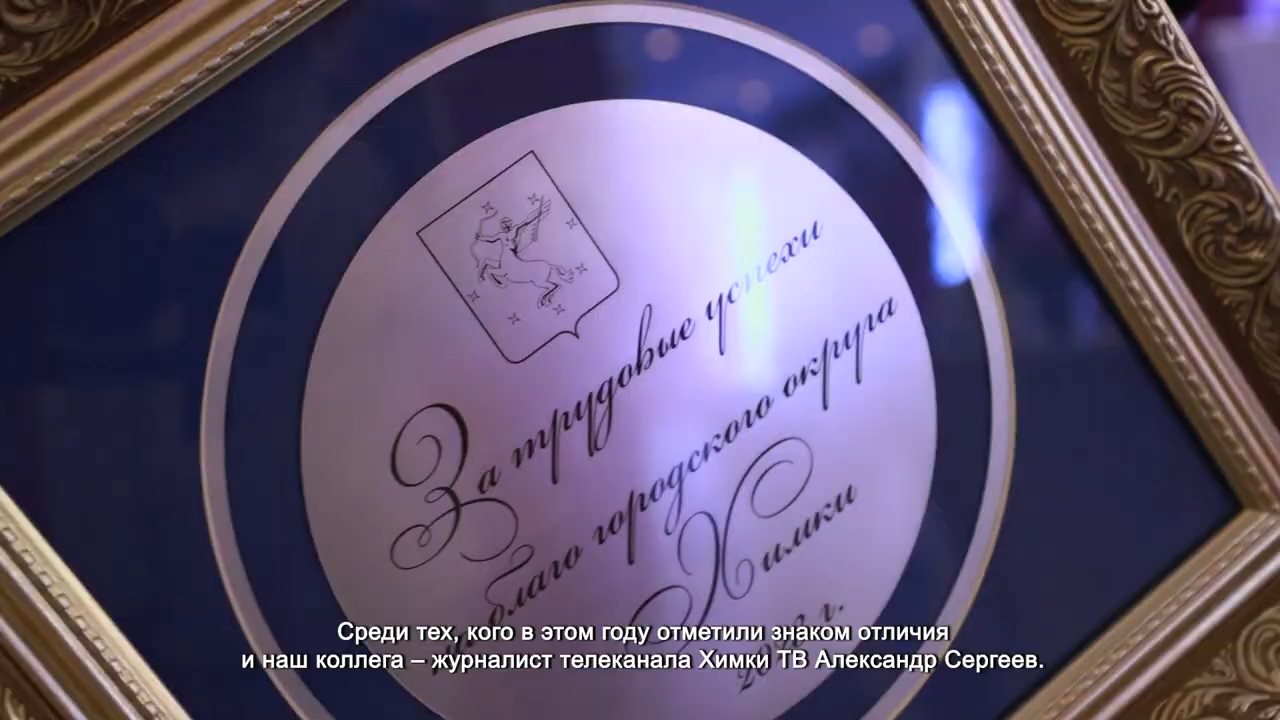 За трудовые успехи
благо городского округа
Химки
г.
Среди тех, кого в этом году отметили знаком отличия
и наш коллега – журналист телеканала Химки ТВ Александр Сергеев.